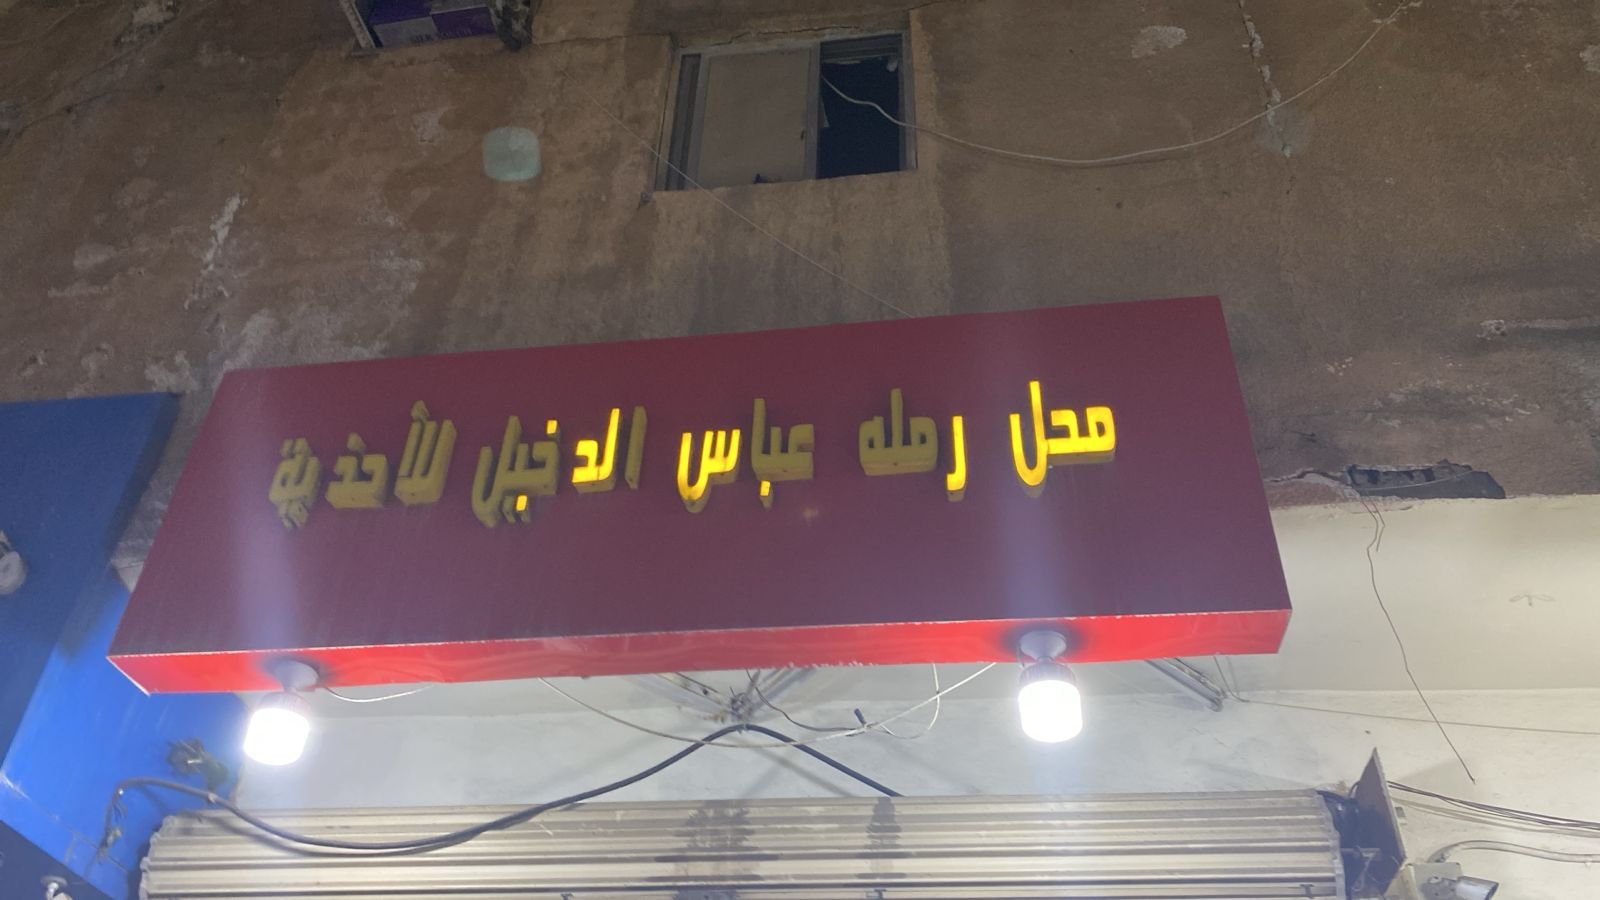 محل رمله عباس الدخيل للأحذية